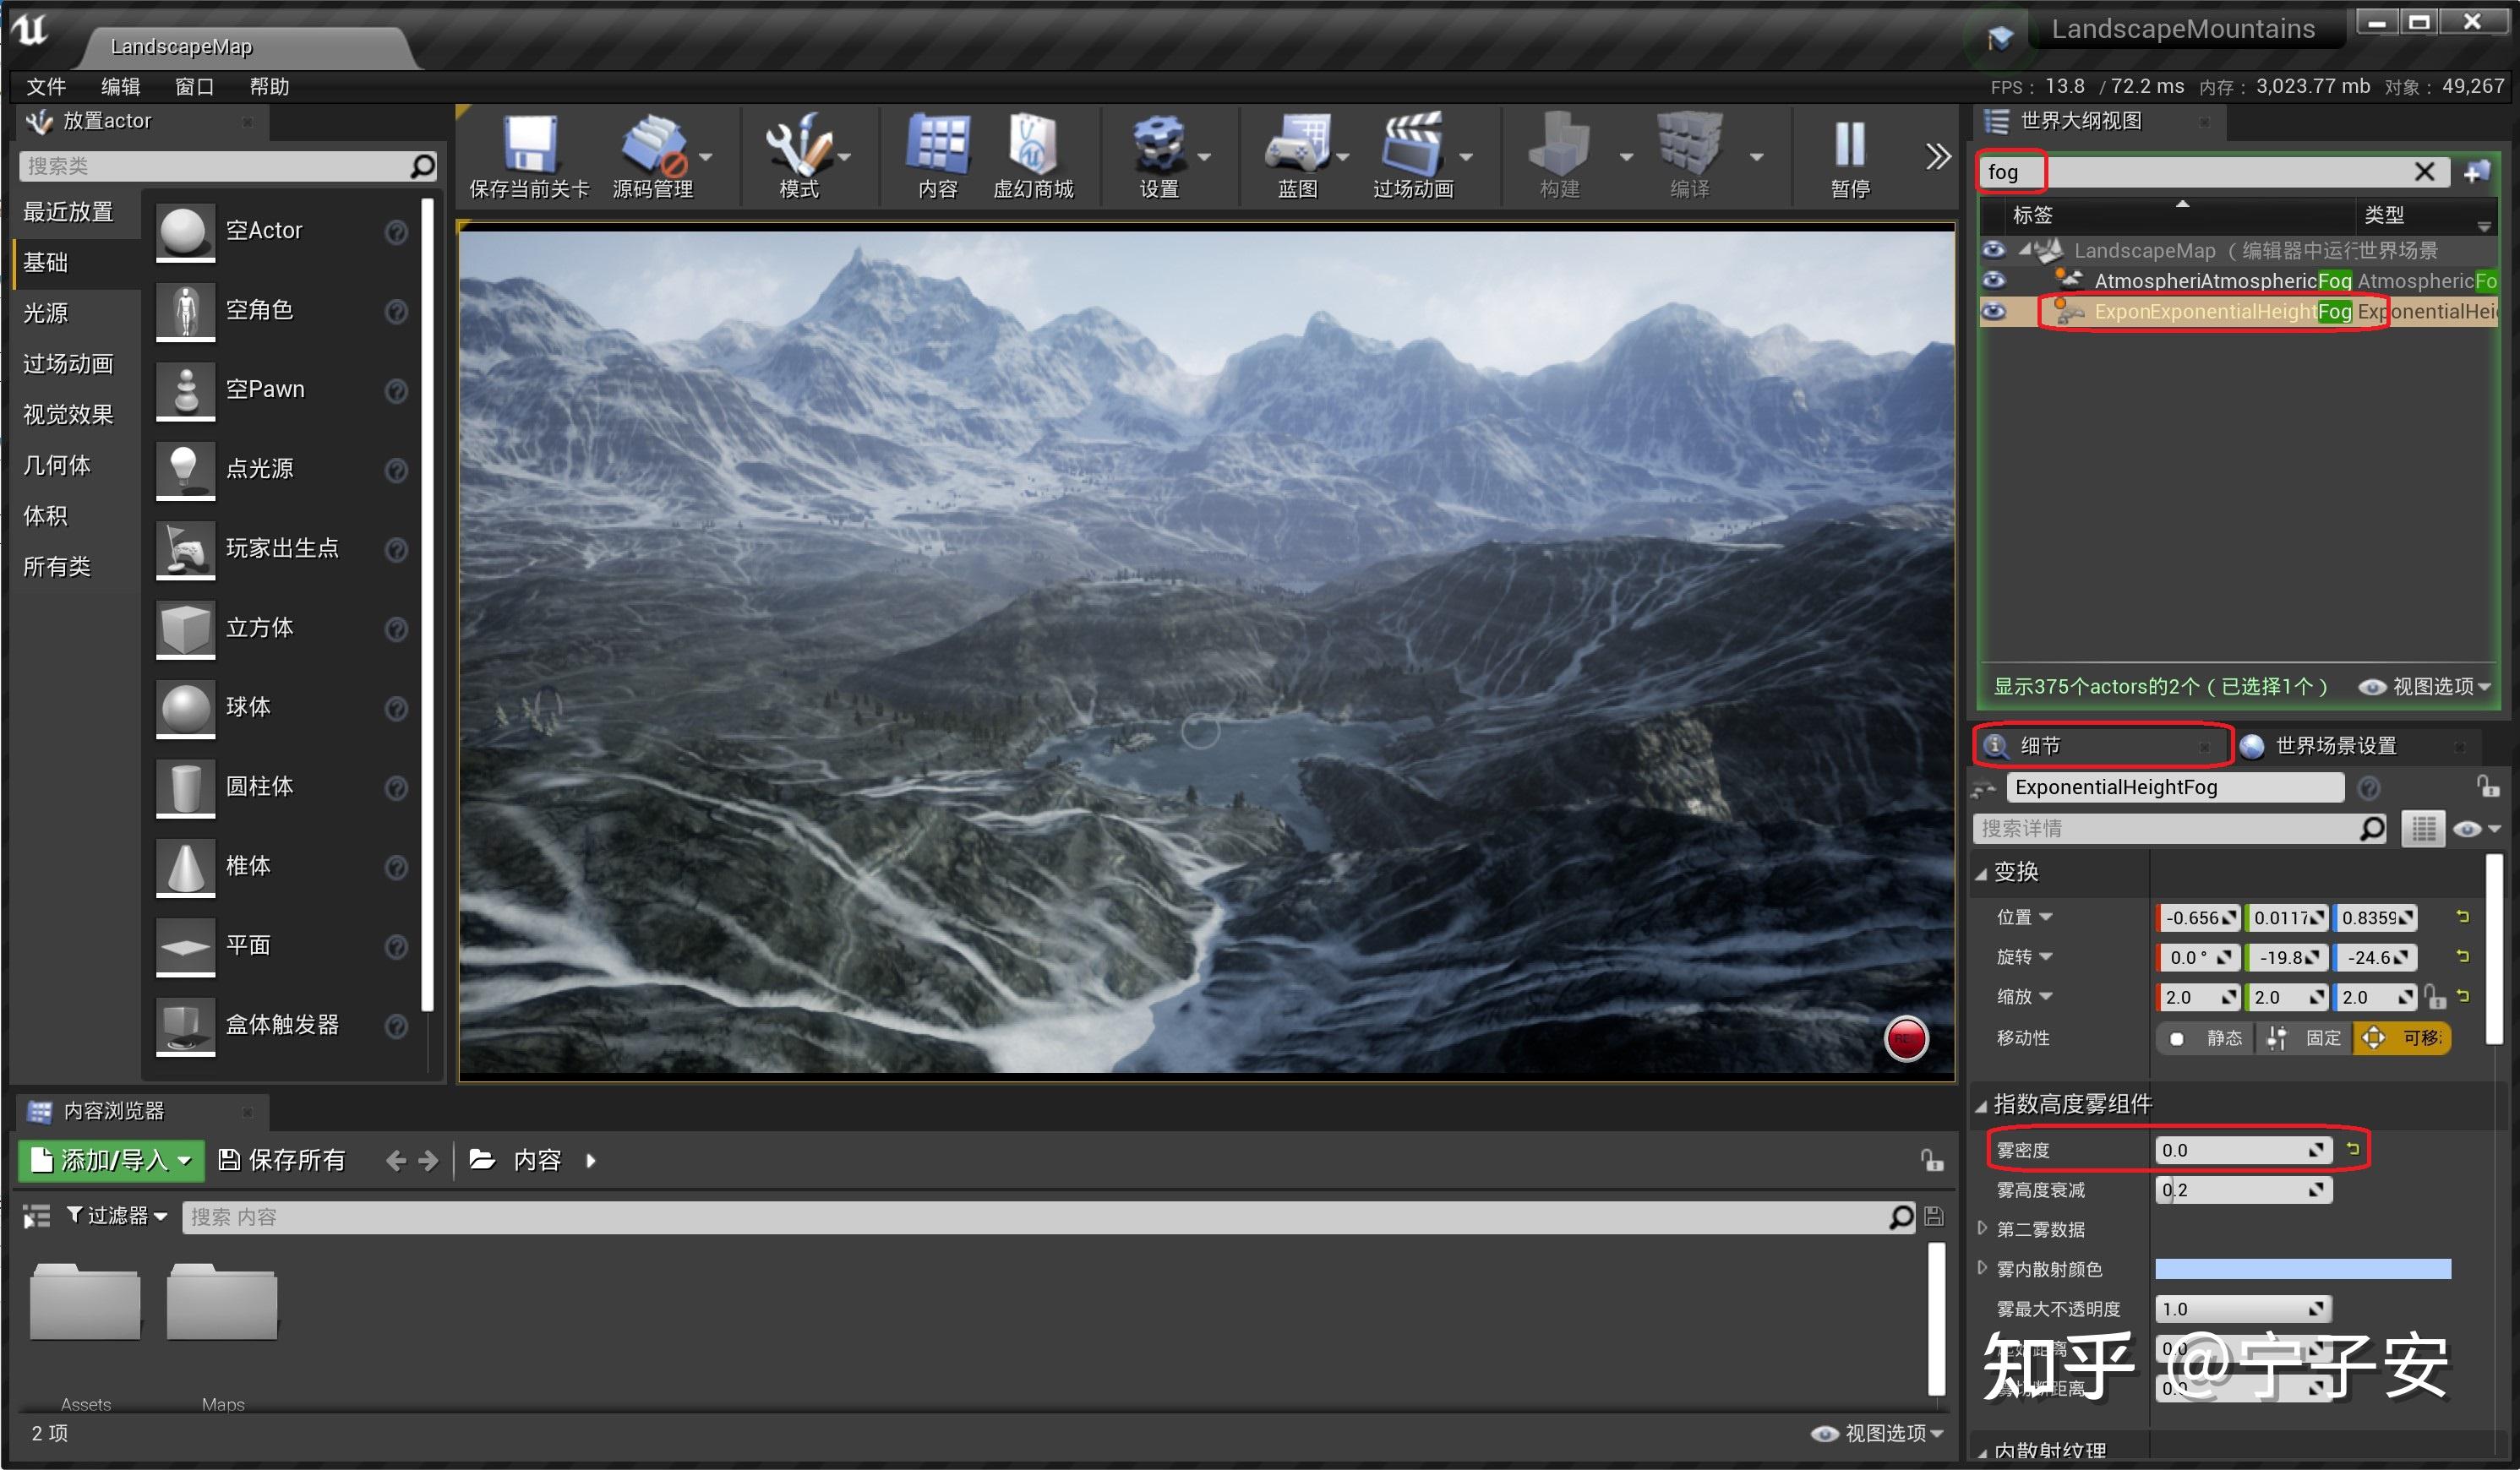 LandscapeMap
LandscapeMountains
文件 编辑 窗口 帮助
FPS : 13.8 / 72.2 ms 内存 : 3,023.77 mb 对象 : 49,267
放置actor
搜索类
最近放置
基础
光源
过场动画
视觉效果
几何体
体积
所有类
空Actor
空角色
空Pawn
点光源
玩家出生点
立方体
球体
圆柱体
椎体
平面
盒体触发器
保存当前关卡 源码管理 模式 内容 虚幻商城 设置 蓝图 过场动画 构建 编译 暂停
世界大纲视图
fog
标签 类型
LandscapeMap （编辑器中运行 世界场景
AtmospheriAtmosphericFog AtmosphericFo
ExponExponentialHeightFog ExponentialHei
显示375个actors的2个（已选择1个） 视图选项
细节 世界场景设置
ExponentialHeightFog
搜索详情
变换
位置 -0.656 0.0117 0.8359
旋转 0.0 ° -19.8 -24.6
缩放 2.0 2.0 2.0
移动性 静态 固定 可移
指数高度雾组件
雾密度 0.0
雾高度衰减 0.2
第二雾数据
雾内散射颜色
雾最大不透明度 1.0
距离 0.0
距离 0.0
内散射纹理
知乎 @宁子安
内容浏览器
添加/导入 保存所有 内容
过滤器 搜索 内容
Assets Maps
2 项 视图选项